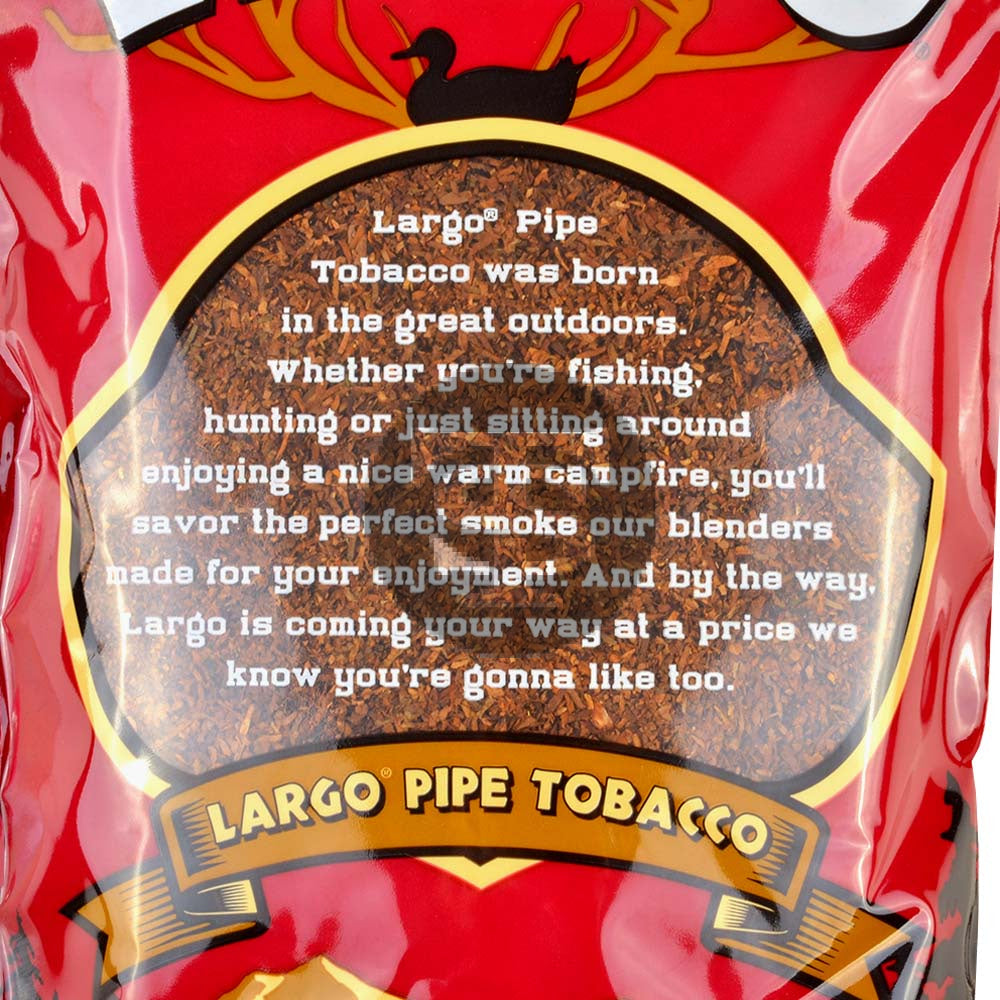 Largo® Pipe
Tobacco was born
in the great outdoors.
Whether you're fishing,
hunting or just sitting around
enjoying a nice warm campfire, you'll
savor the perfect smoke our blenders
made for your enjoyment. And by the way,
Largo is coming your way at a price we
know you're gonna like too.
LARGO® PIPE TOBACCO